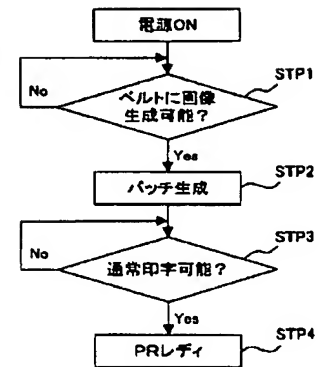 電源ON
STP1
No
ベルトに画像
生成可能？
Yes
STP2
パッチ生成
STP3
No
通常印字可能？
Yes
STP4
PRレディ